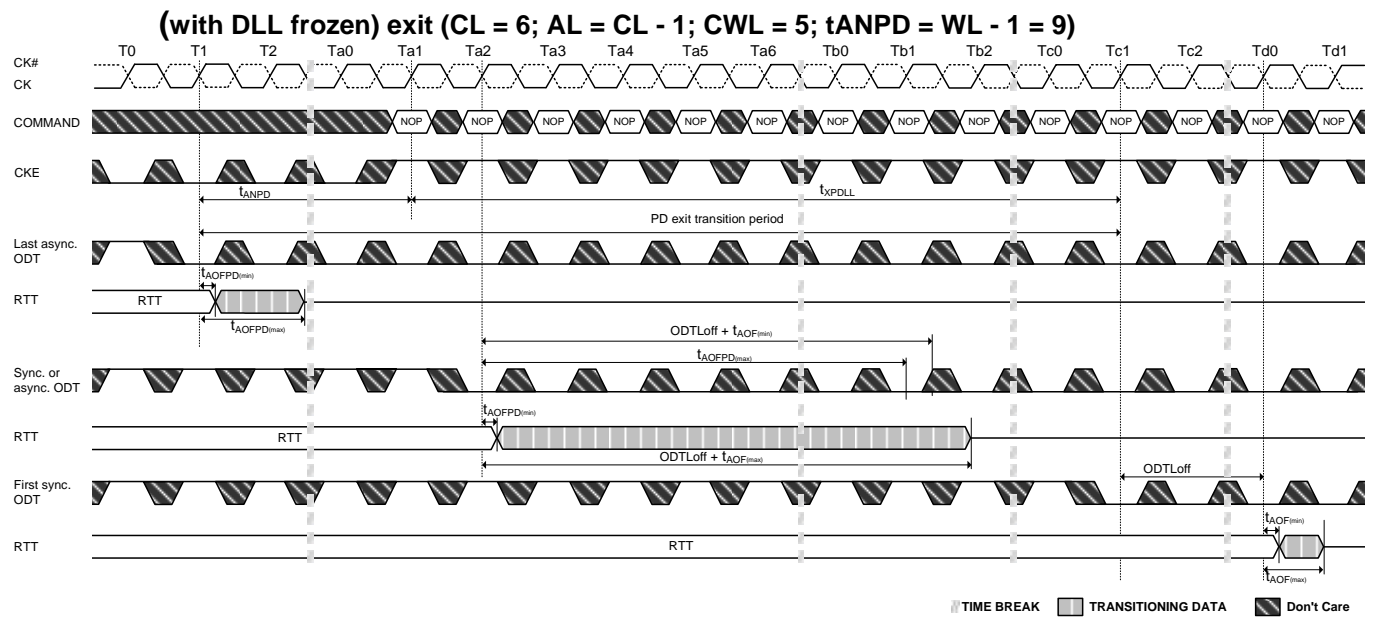 (with DLL frozen) exit (CL = 6; AL = CL - 1; CWL = 5; tANPD = WL - 1 = 9)
T0 T1 T2 Ta0 Ta1 Ta2 Ta3 Ta4 Ta5 Ta6 Tb0 Tb1 Tb2 Tc0 Tc1 Tc2 Td0 Td1
CK#
CK
COMMAND NOP NOP NOP NOP NOP NOP NOP NOP NOP NOP NOP NOP NOP NOP
CKE
tANPD tXPDLL
PD exit transition period
Last async.
ODT
tAOFPD(min)
RTT RTT
tAOFPD(max)
ODTLoff + tAOF(min)
tAOFPD(max)
Sync. or
async. ODT
tAOFPD(min)
RTT RTT
ODTLoff + tAOF(max)
First sync.
ODT
ODTLoff
tAOF(min)
RTT RTT
tAOF(max)
TIME BREAK TRANSITIONING DATA Don't Care